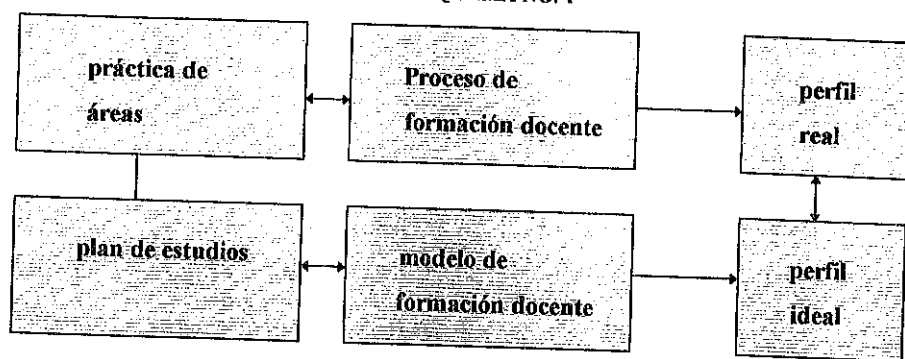 práctica de
áreas
Proceso de
formación docente
perfil
real
plan de estudios
modelo de
formación docente
perfil
ideal